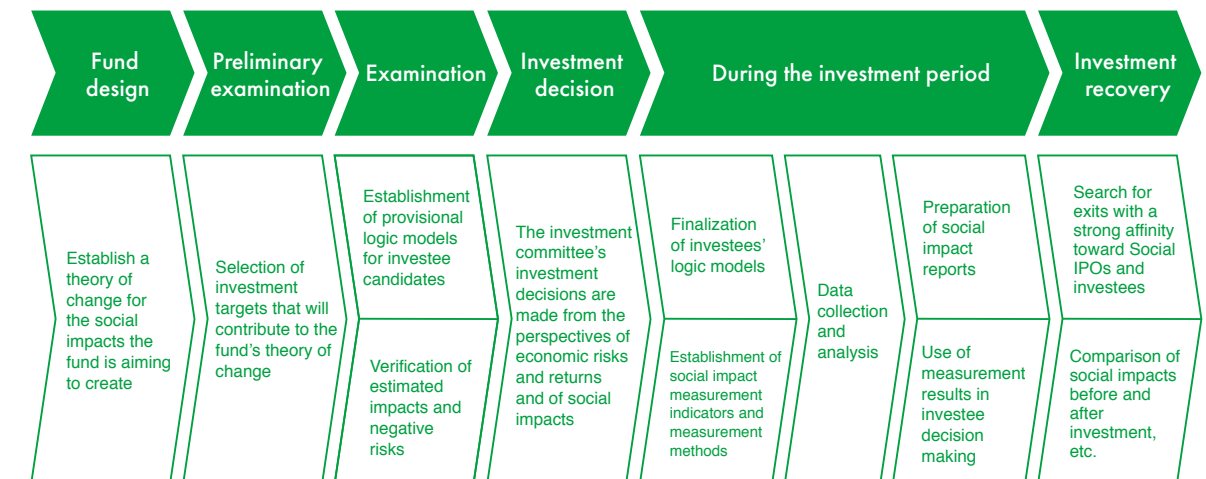 Fund
design
Preliminary
examination
Examination
Investment
decision
During the investment period
Investment
recovery
Establish a
theory of
change for
the social
impacts the
fund is aiming
to create
Selection of
investment
targets that will
contribute to the
fund's theory of
change
Establishment
of provisional
logic models
for investee
candidates
Verification of
estimated
impacts and
negative
risks
The investment
committee's
investment
decisions are
made from the
perspectives of
economic risks
and returns
and of social
impacts
Finalization
of investees'
logic models
Establishment of
social impact
measurement
indicators and
measurement
methods
Data
collection
and
analysis
Preparation
of social
impact
reports
Use of
measurement
results in
investee
decision
making
Search for
exits with a
strong affinity
toward Social
IPOs and
investees
Comparison of
social impacts
before and
after
investment,
etc.